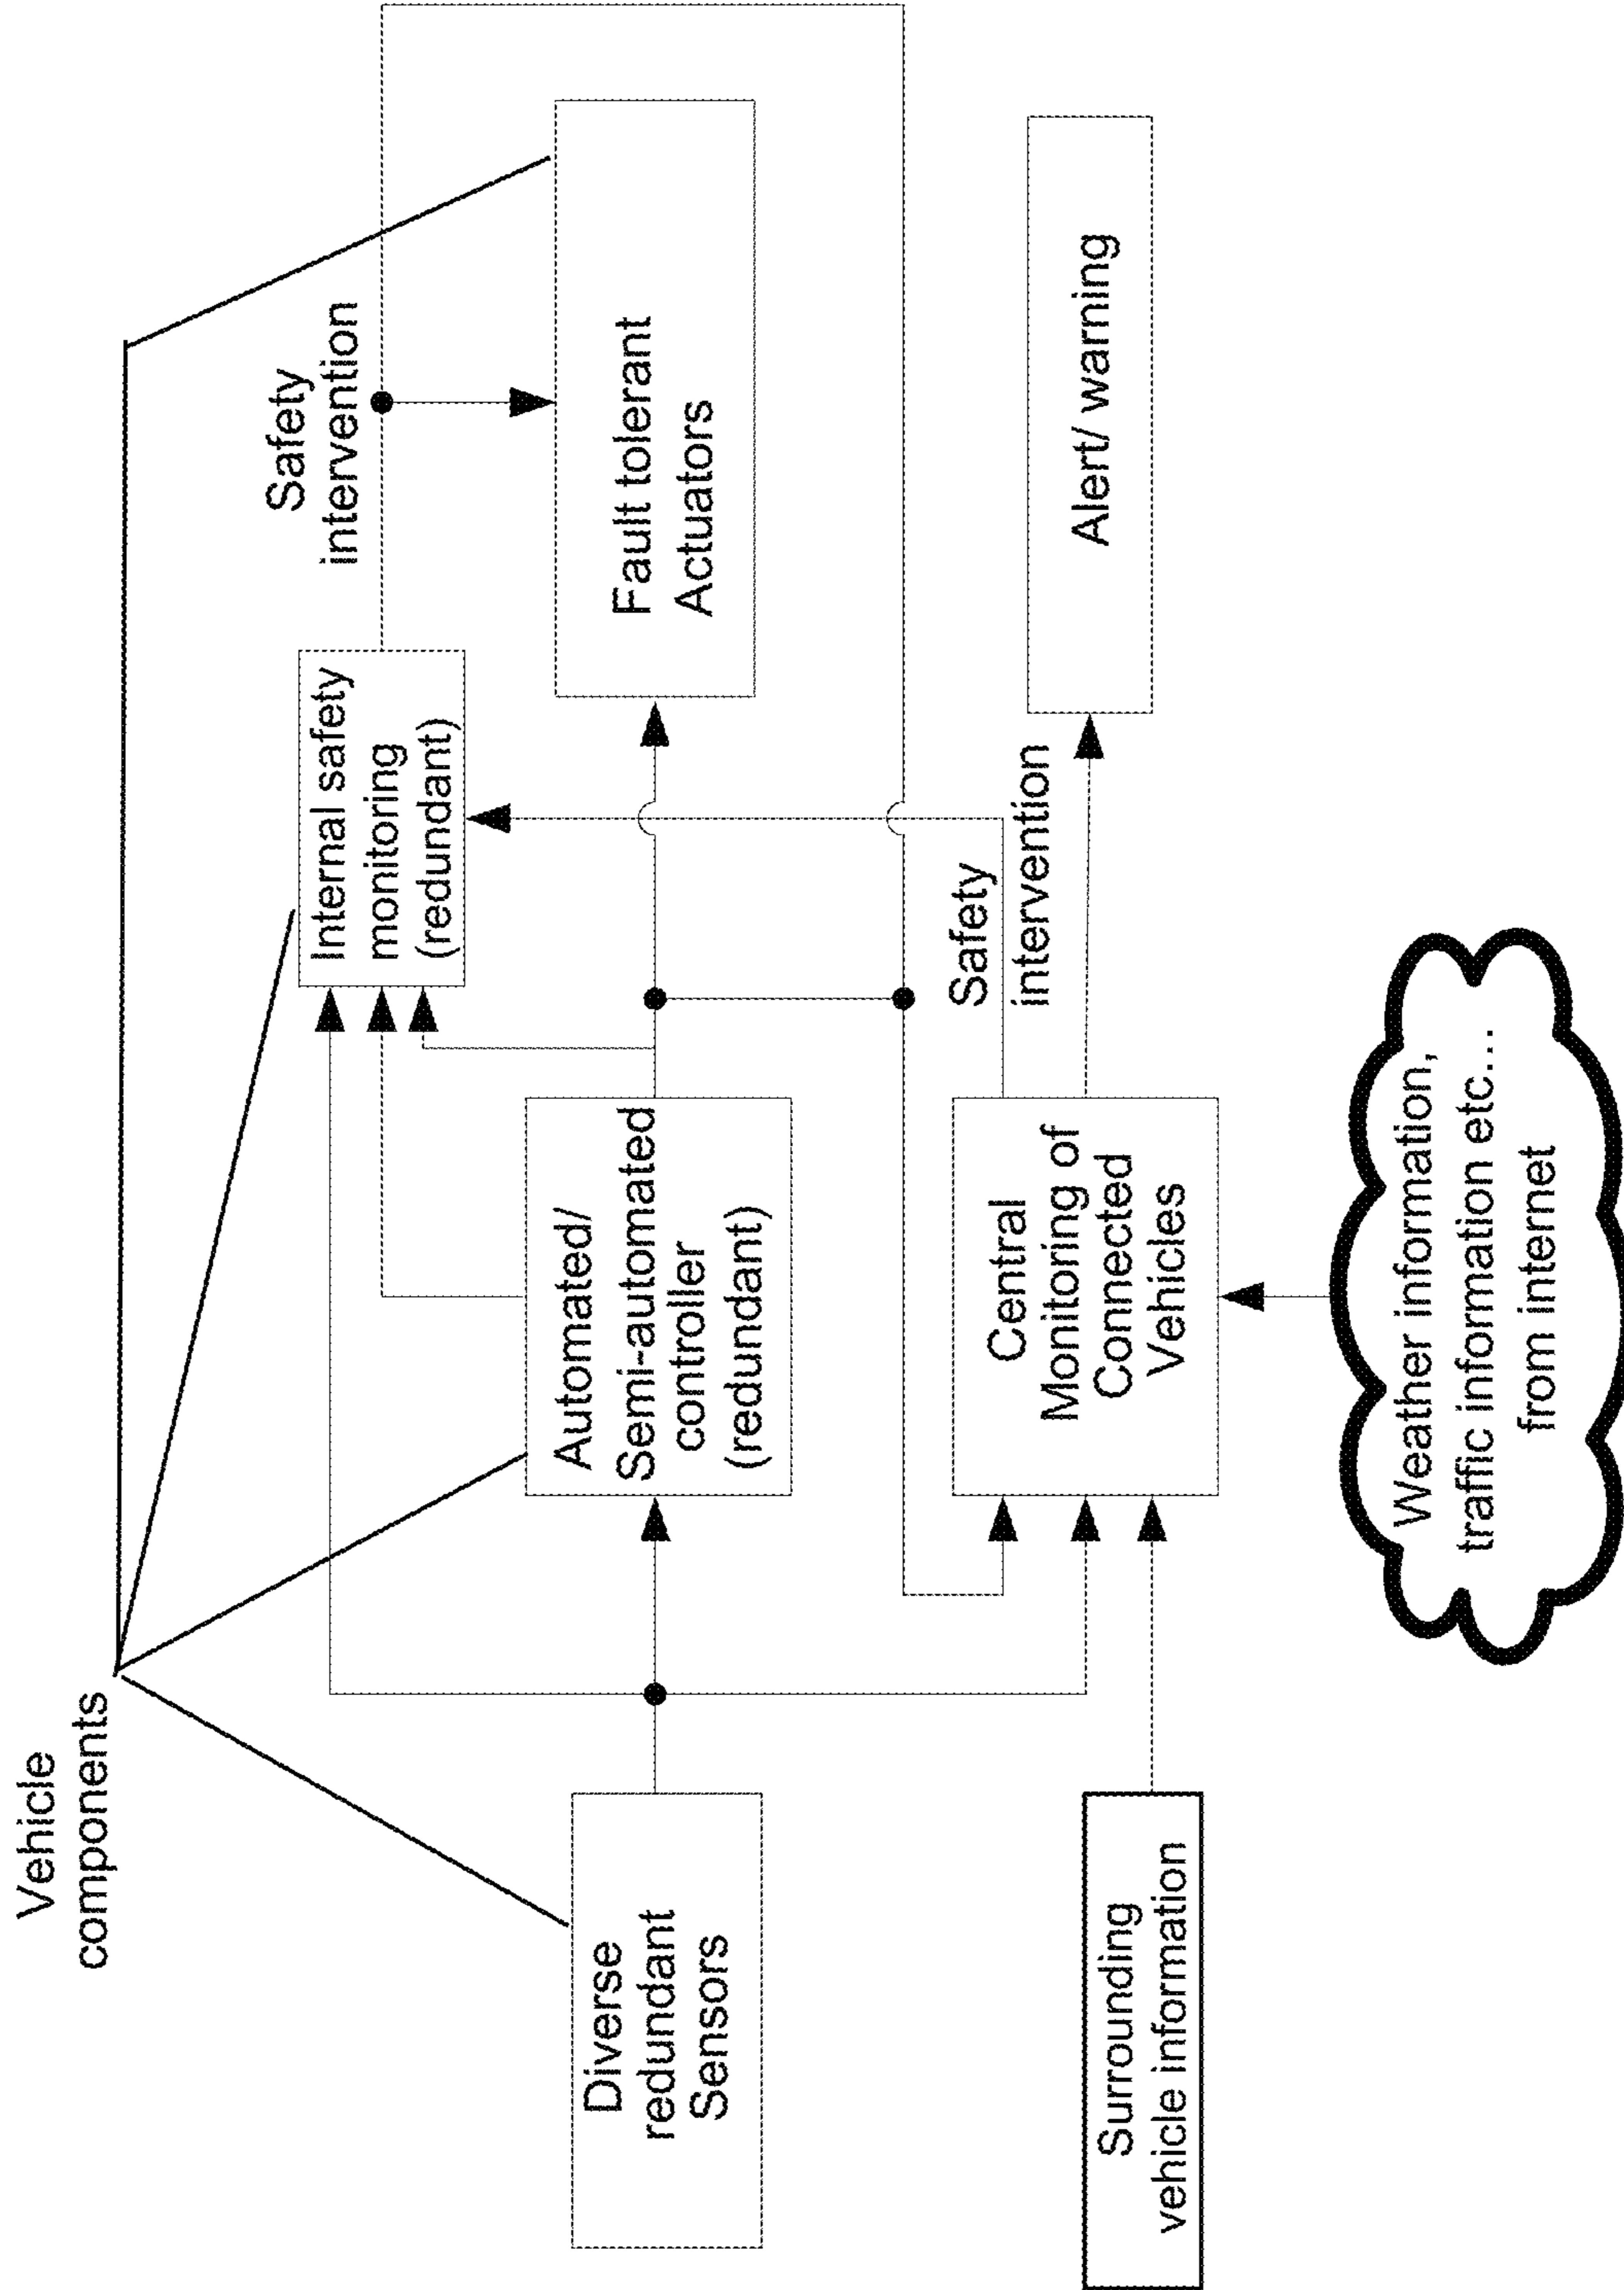 Vehicle
components
Safety
intervention
Internal safety
monitoring
(redundant)
Diverse
redundant
Sensors
Automated/
Semi-automated
controller
(redundant)
Fault tolerant
Actuators
Safety
intervention
Surrounding
vehicle information
Central
Monitoring of
Connected
Vehicles
Alert/ warning
Weather information,
traffic information etc...
from internet